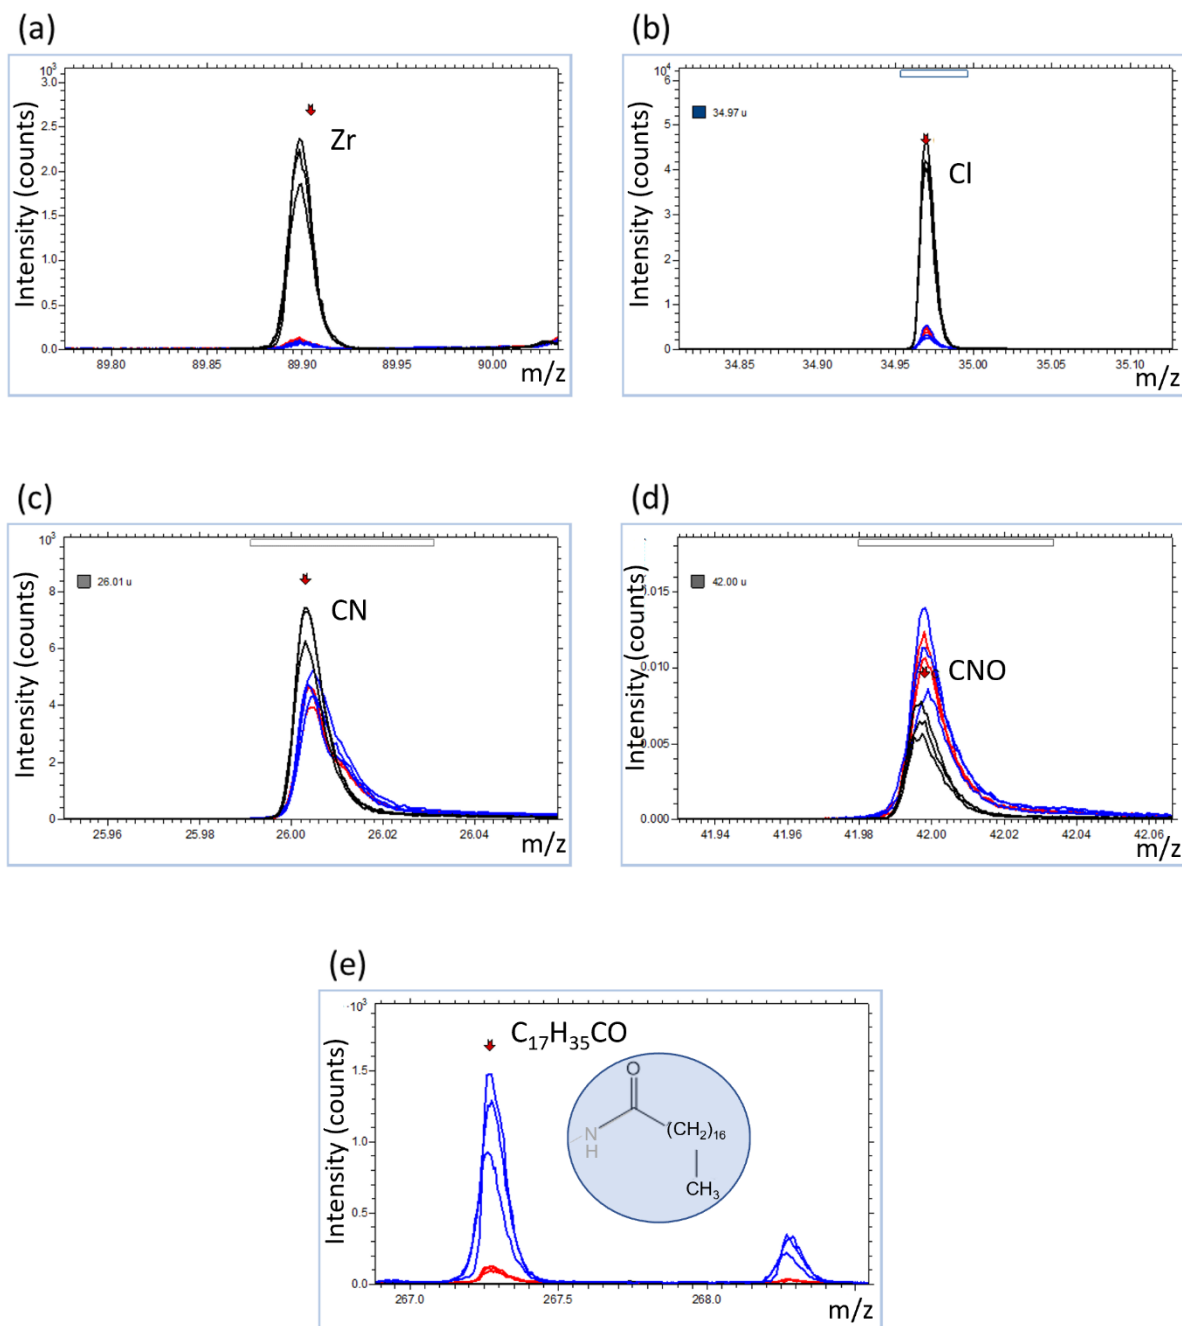 (a)
10³
3.0
2.5
2.0
1.5
1.0
0.5
0.0
Intensity (counts)
Zr
89.80 89.85 89.90 89.95 90.00
m/z
(b)
10⁴
6
5
4
3
2
1
0
Intensity (counts)
34.97 u
Cl
34.85 34.90 34.95 35.00 35.05 35.10
m/z
(c)
10³
8
6
4
2
0
Intensity (counts)
26.01 u
CN
25.96 25.98 26.00 26.02 26.04
m/z
(d)
0.010
0.005
0.000
Intensity (counts)
42.00 u
CNO
41.94 41.96 41.98 42.00 42.02 42.04 42.06
m/z
(e)
·10³
1.5
1.0
0.5
0.0
Intensity (counts)
C₁₇H₃₅CO
O
N
H
(CH₂)₁₆
CH₃
267.0 267.5 268.0
m/z